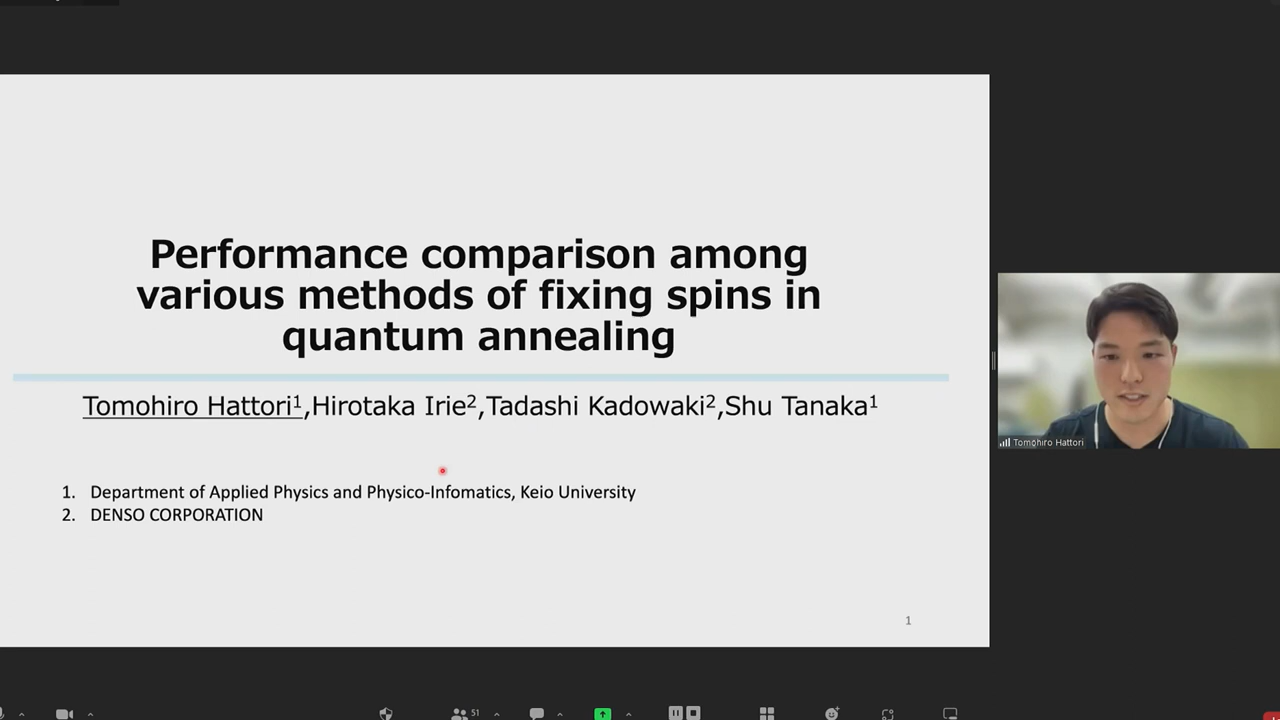 Performance comparison among
various methods of fixing spins in
quantum annealing
Tomohiro Hattori¹,Hirotaka Irie²,Tadashi Kadowaki²,Shu Tanaka¹
1. Department of Applied Physics and Physico-Infomatics, Keio University
2. DENSO CORPORATION
1
Tomohiro Hattori
51